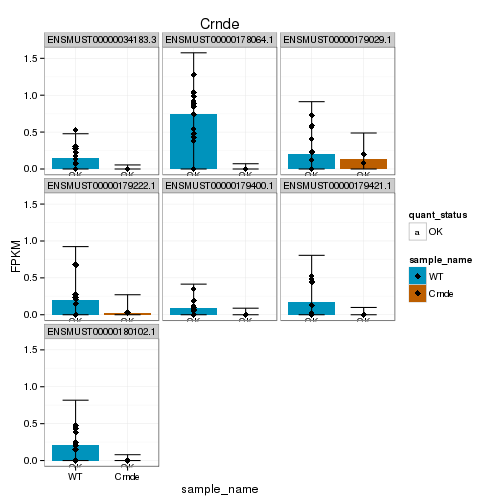 Crnde
ENSMUST00000034183.3 ENSMUST00000178064.1 ENSMUST00000179029.1
1.5
1.0
0.5
0.0
ENSMUST00000179222.1 ENSMUST00000179400.1 ENSMUST00000179421.1
1.5
1.0
0.5
0.0
FPKM
ENSMUST00000180102.1
1.5
1.0
0.5
0.0
WT Crnde
sample_name
quant_status
a OK
sample_name
WT
Crnde